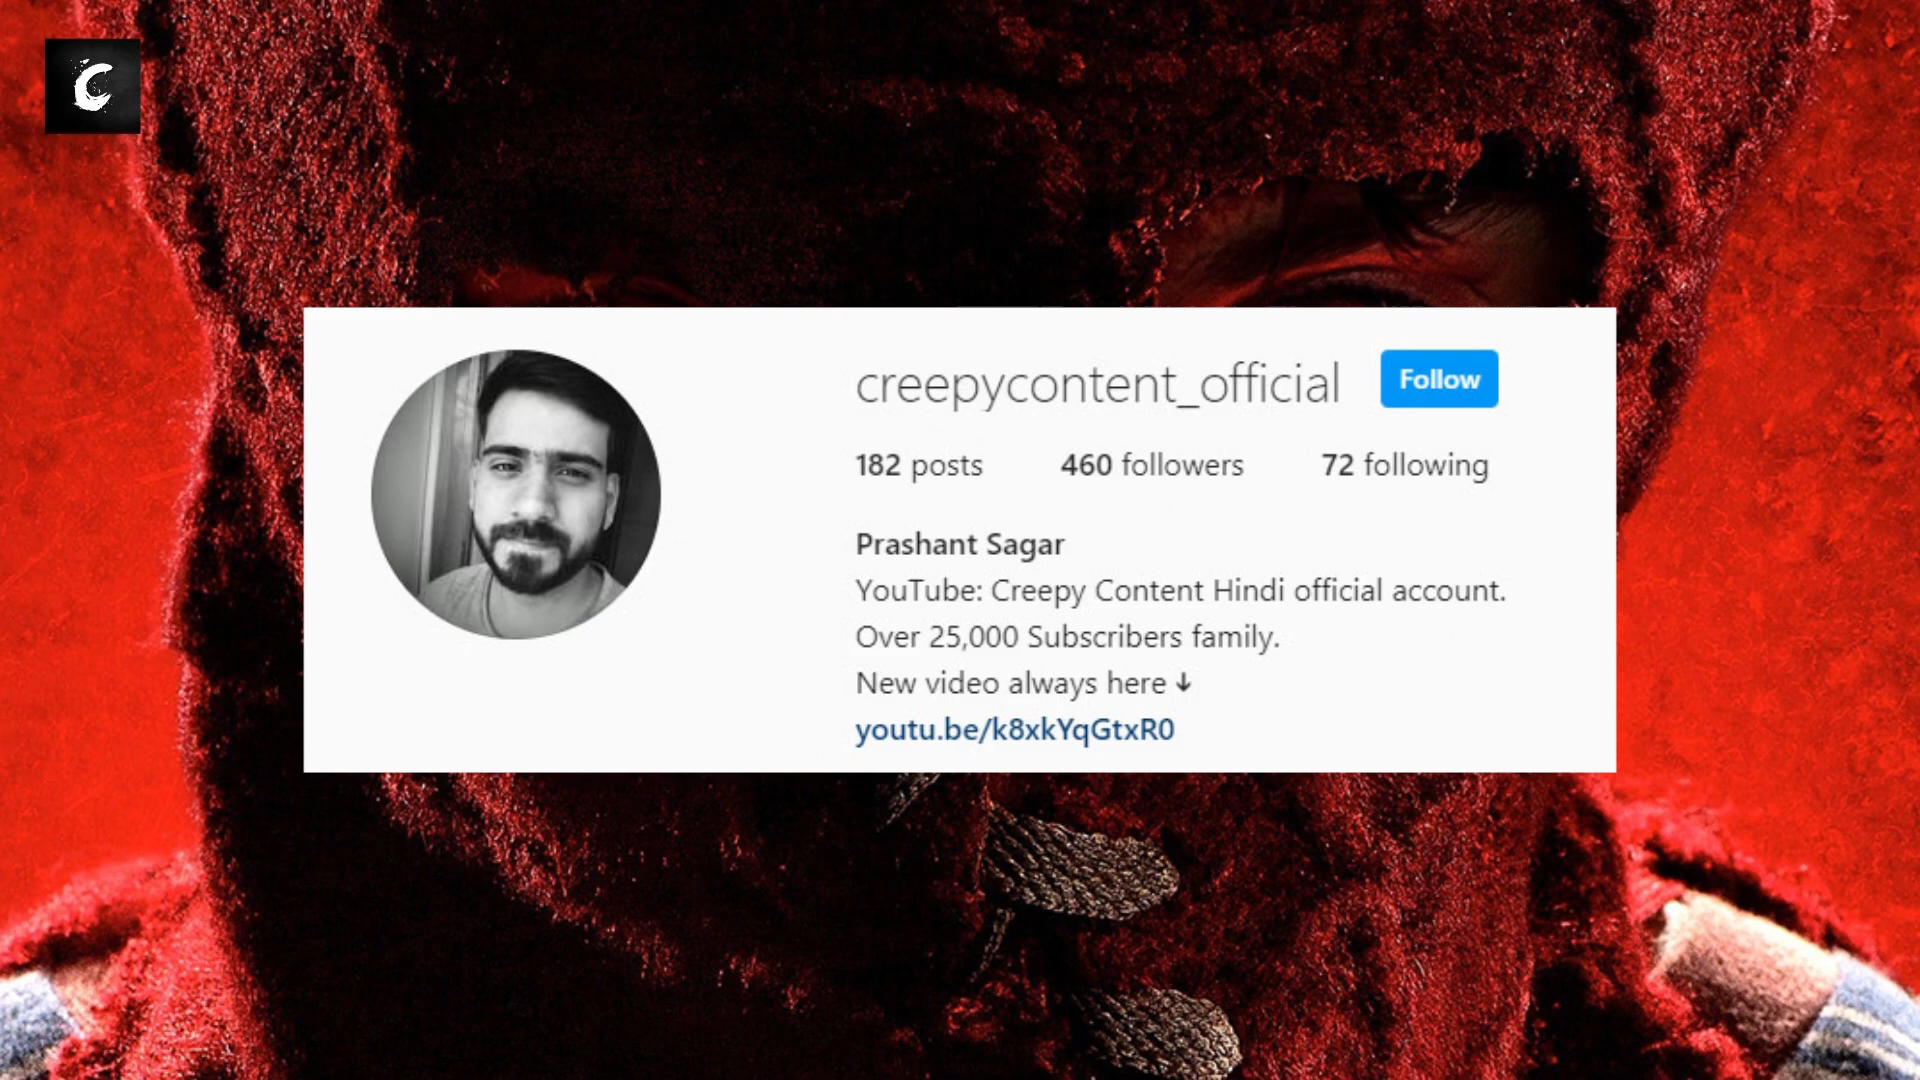 C
creepycontent_official Follow
182 posts 460 followers 72 following
Prashant Sagar
YouTube: Creepy Content Hindi official account.
Over 25,000 Subscribers family.
New video always here ↓
youtu.be/k8xkYqGtxR0